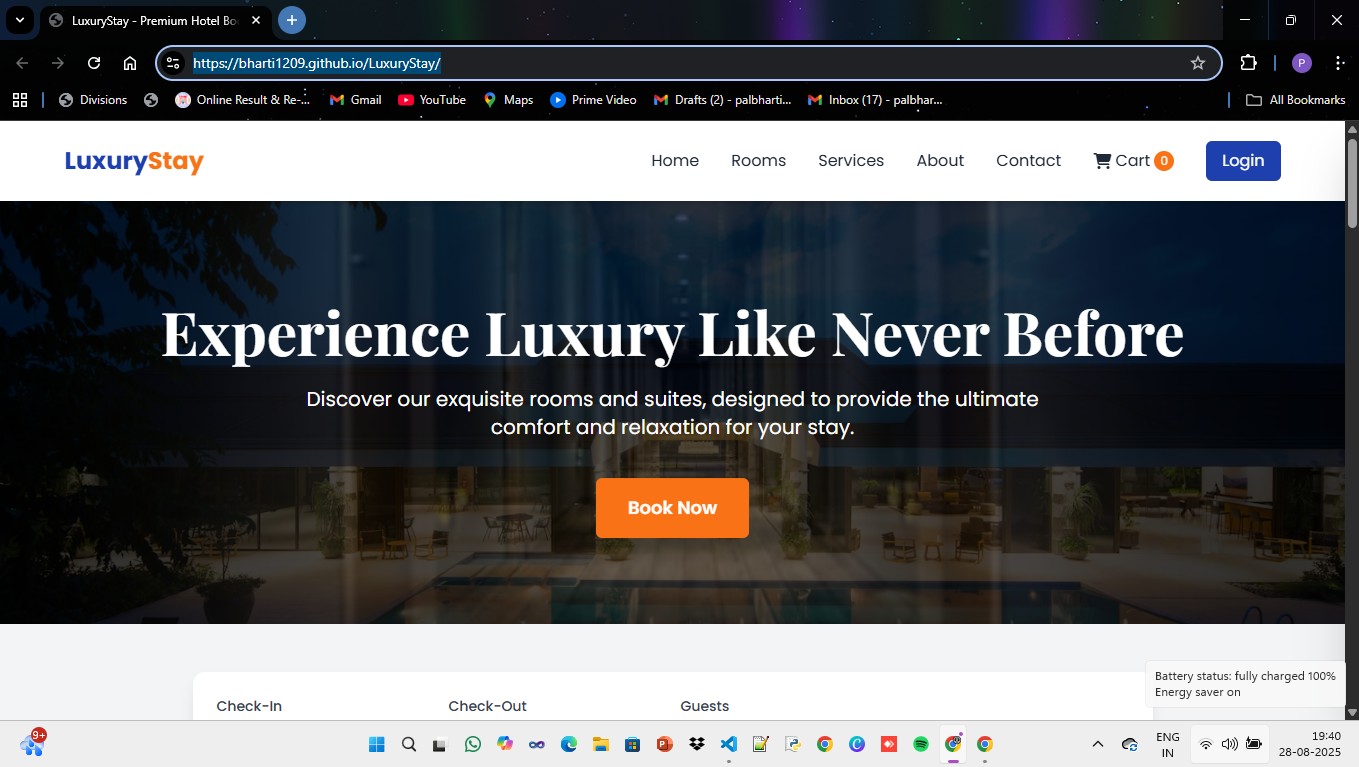 LuxuryStay - Premium Hotel Bo
https://bharti1209.github.io/LuxuryStay/
P
Divisions
Online Result & Re-...
Gmail
YouTube
Maps
Prime Video
Drafts (2) - palbharti...
Inbox (17) - palbhar...
All Bookmarks
LuxuryStay
Home
Rooms
Services
About
Contact
Cart 0
Login
Experience Luxury Like Never Before
Discover our exquisite rooms and suites, designed to provide the ultimate
comfort and relaxation for your stay.
Book Now
Check-In
Check-Out
Guests
Battery status: fully charged 100%
Energy saver on
9+
ENG
IN
19:40
28-08-2025